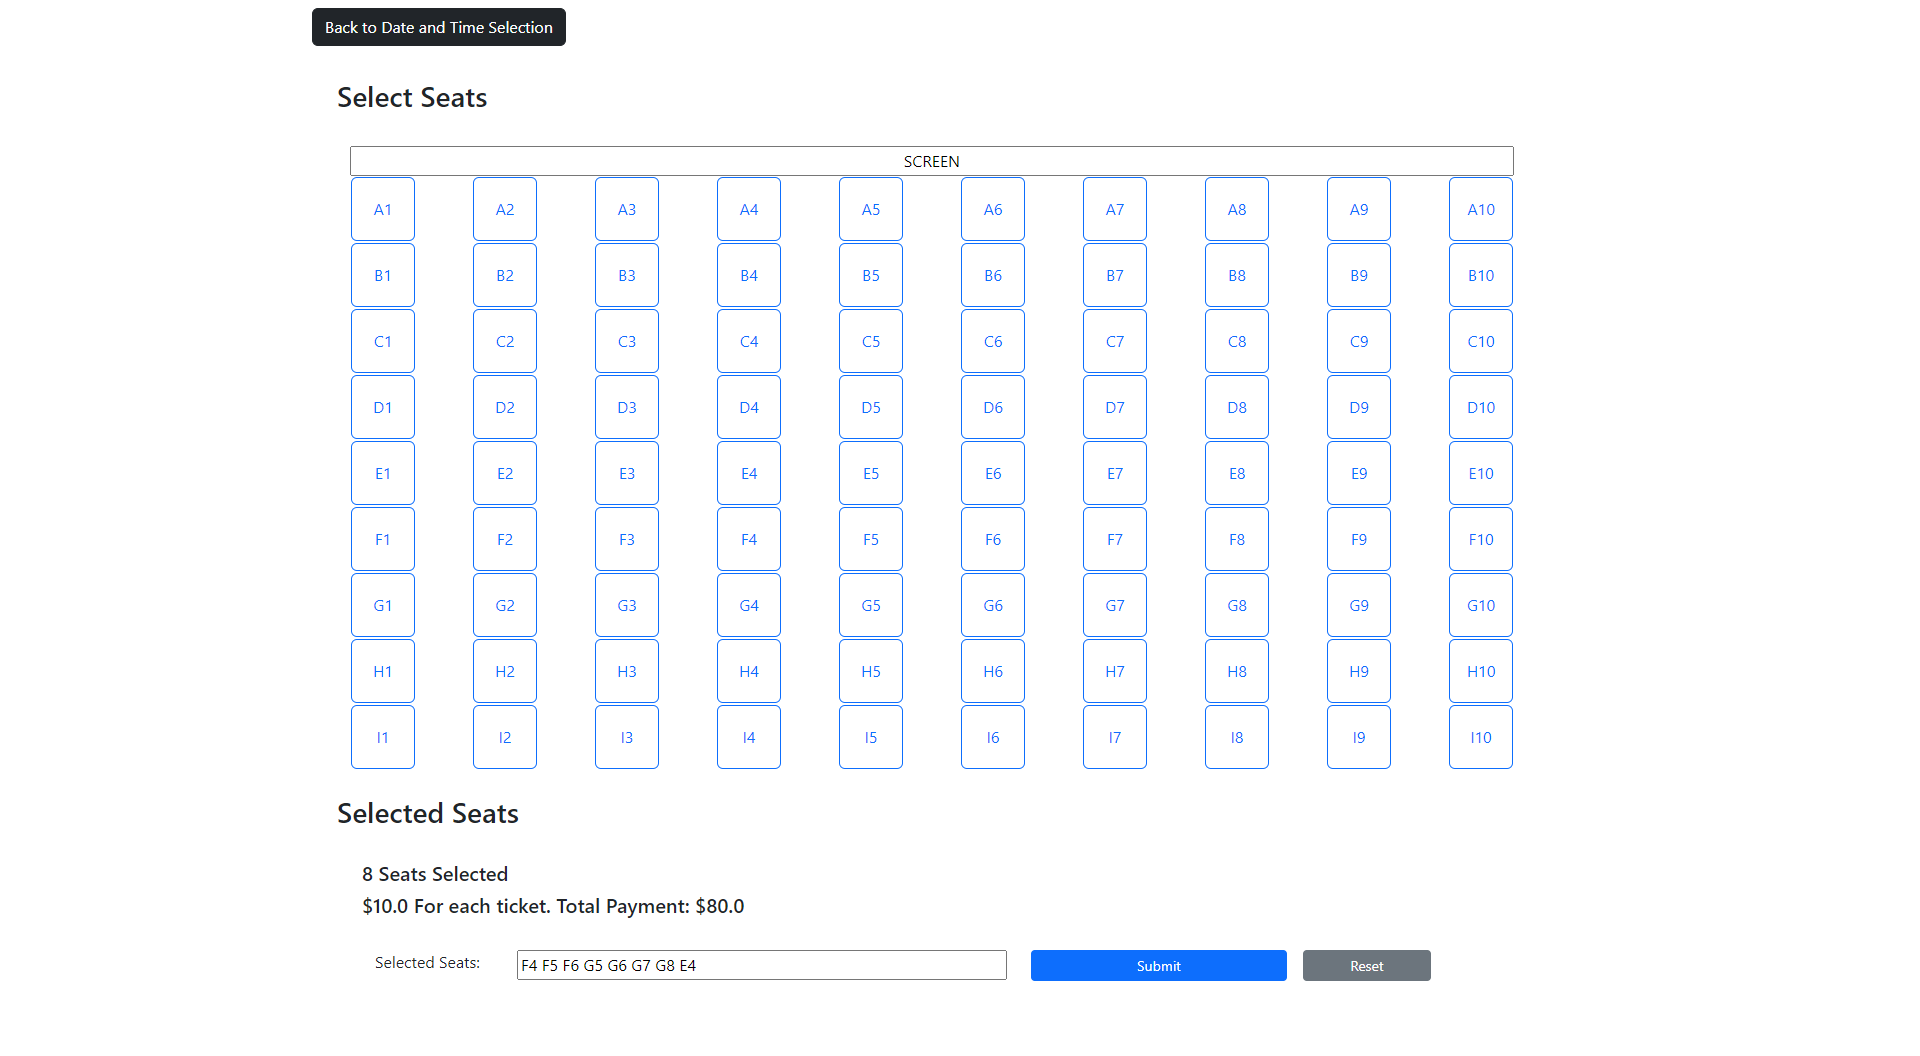 Back to Date and Time Selection
Select Seats
SCREEN
A1 A2 A3 A4 A5 A6 A7 A8 A9 A10
B1 B2 B3 B4 B5 B6 B7 B8 B9 B10
C1 C2 C3 C4 C5 C6 C7 C8 C9 C10
D1 D2 D3 D4 D5 D6 D7 D8 D9 D10
E1 E2 E3 E4 E5 E6 E7 E8 E9 E10
F1 F2 F3 F4 F5 F6 F7 F8 F9 F10
G1 G2 G3 G4 G5 G6 G7 G8 G9 G10
H1 H2 H3 H4 H5 H6 H7 H8 H9 H10
I1 I2 I3 I4 I5 I6 I7 I8 I9 I10
Selected Seats
8 Seats Selected
$10.0 For each ticket. Total Payment: $80.0
Selected Seats: F4 F5 F6 G5 G6 G7 G8 E4 Submit Reset